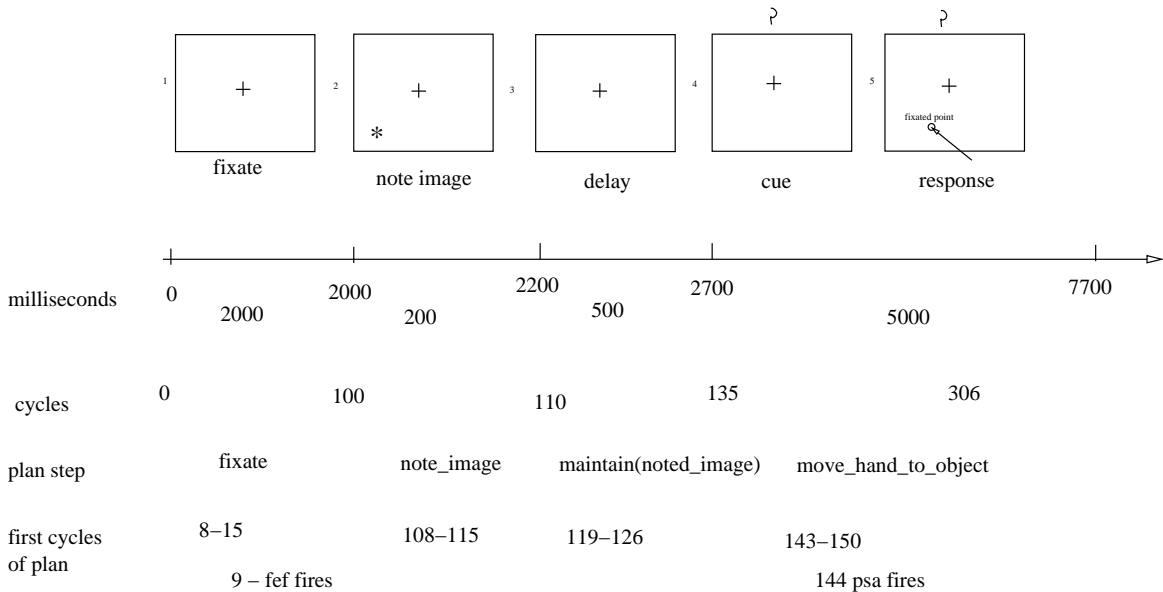 ?
?
1
2
3
4
5
*
fixated point
fixate
note image
delay
cue
response
milliseconds
0
2000
2200
2700
7700
2000
200
500
5000
cycles
0
100
110
135
306
plan step
fixate
note_image
maintain(noted_image)
move_hand_to_object
first cycles
of plan
8–15
108–115
119–126
143–150
9 – fef fires
144 psa fires